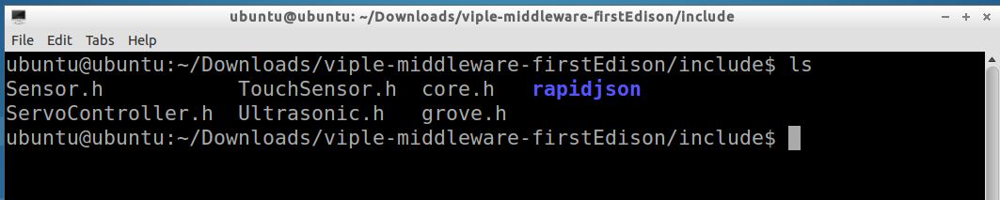 ubuntu@ubuntu: ~/Downloads/viple-middleware-firstEdison/include
File Edit Tabs Help
ubuntu@ubuntu:~/Downloads/viple-middleware-firstEdison/include$ ls
Sensor.h TouchSensor.h core.h rapidjson
ServoController.h Ultrasonic.h grove.h
ubuntu@ubuntu:~/Downloads/viple-middleware-firstEdison/include$